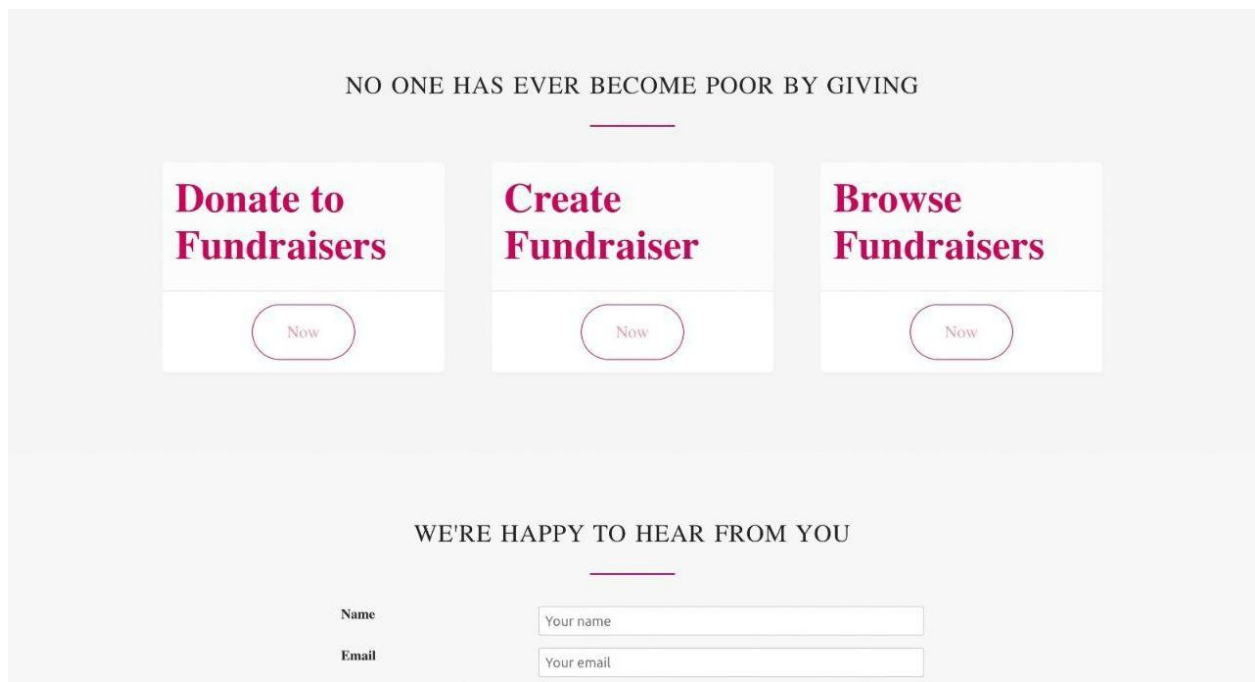 NO ONE HAS EVER BECOME POOR BY GIVING
Donate to
Fundraisers
Now
Create
Fundraiser
Now
Browse
Fundraisers
Now
WE'RE HAPPY TO HEAR FROM YOU
Name
Your name
Email
Your email